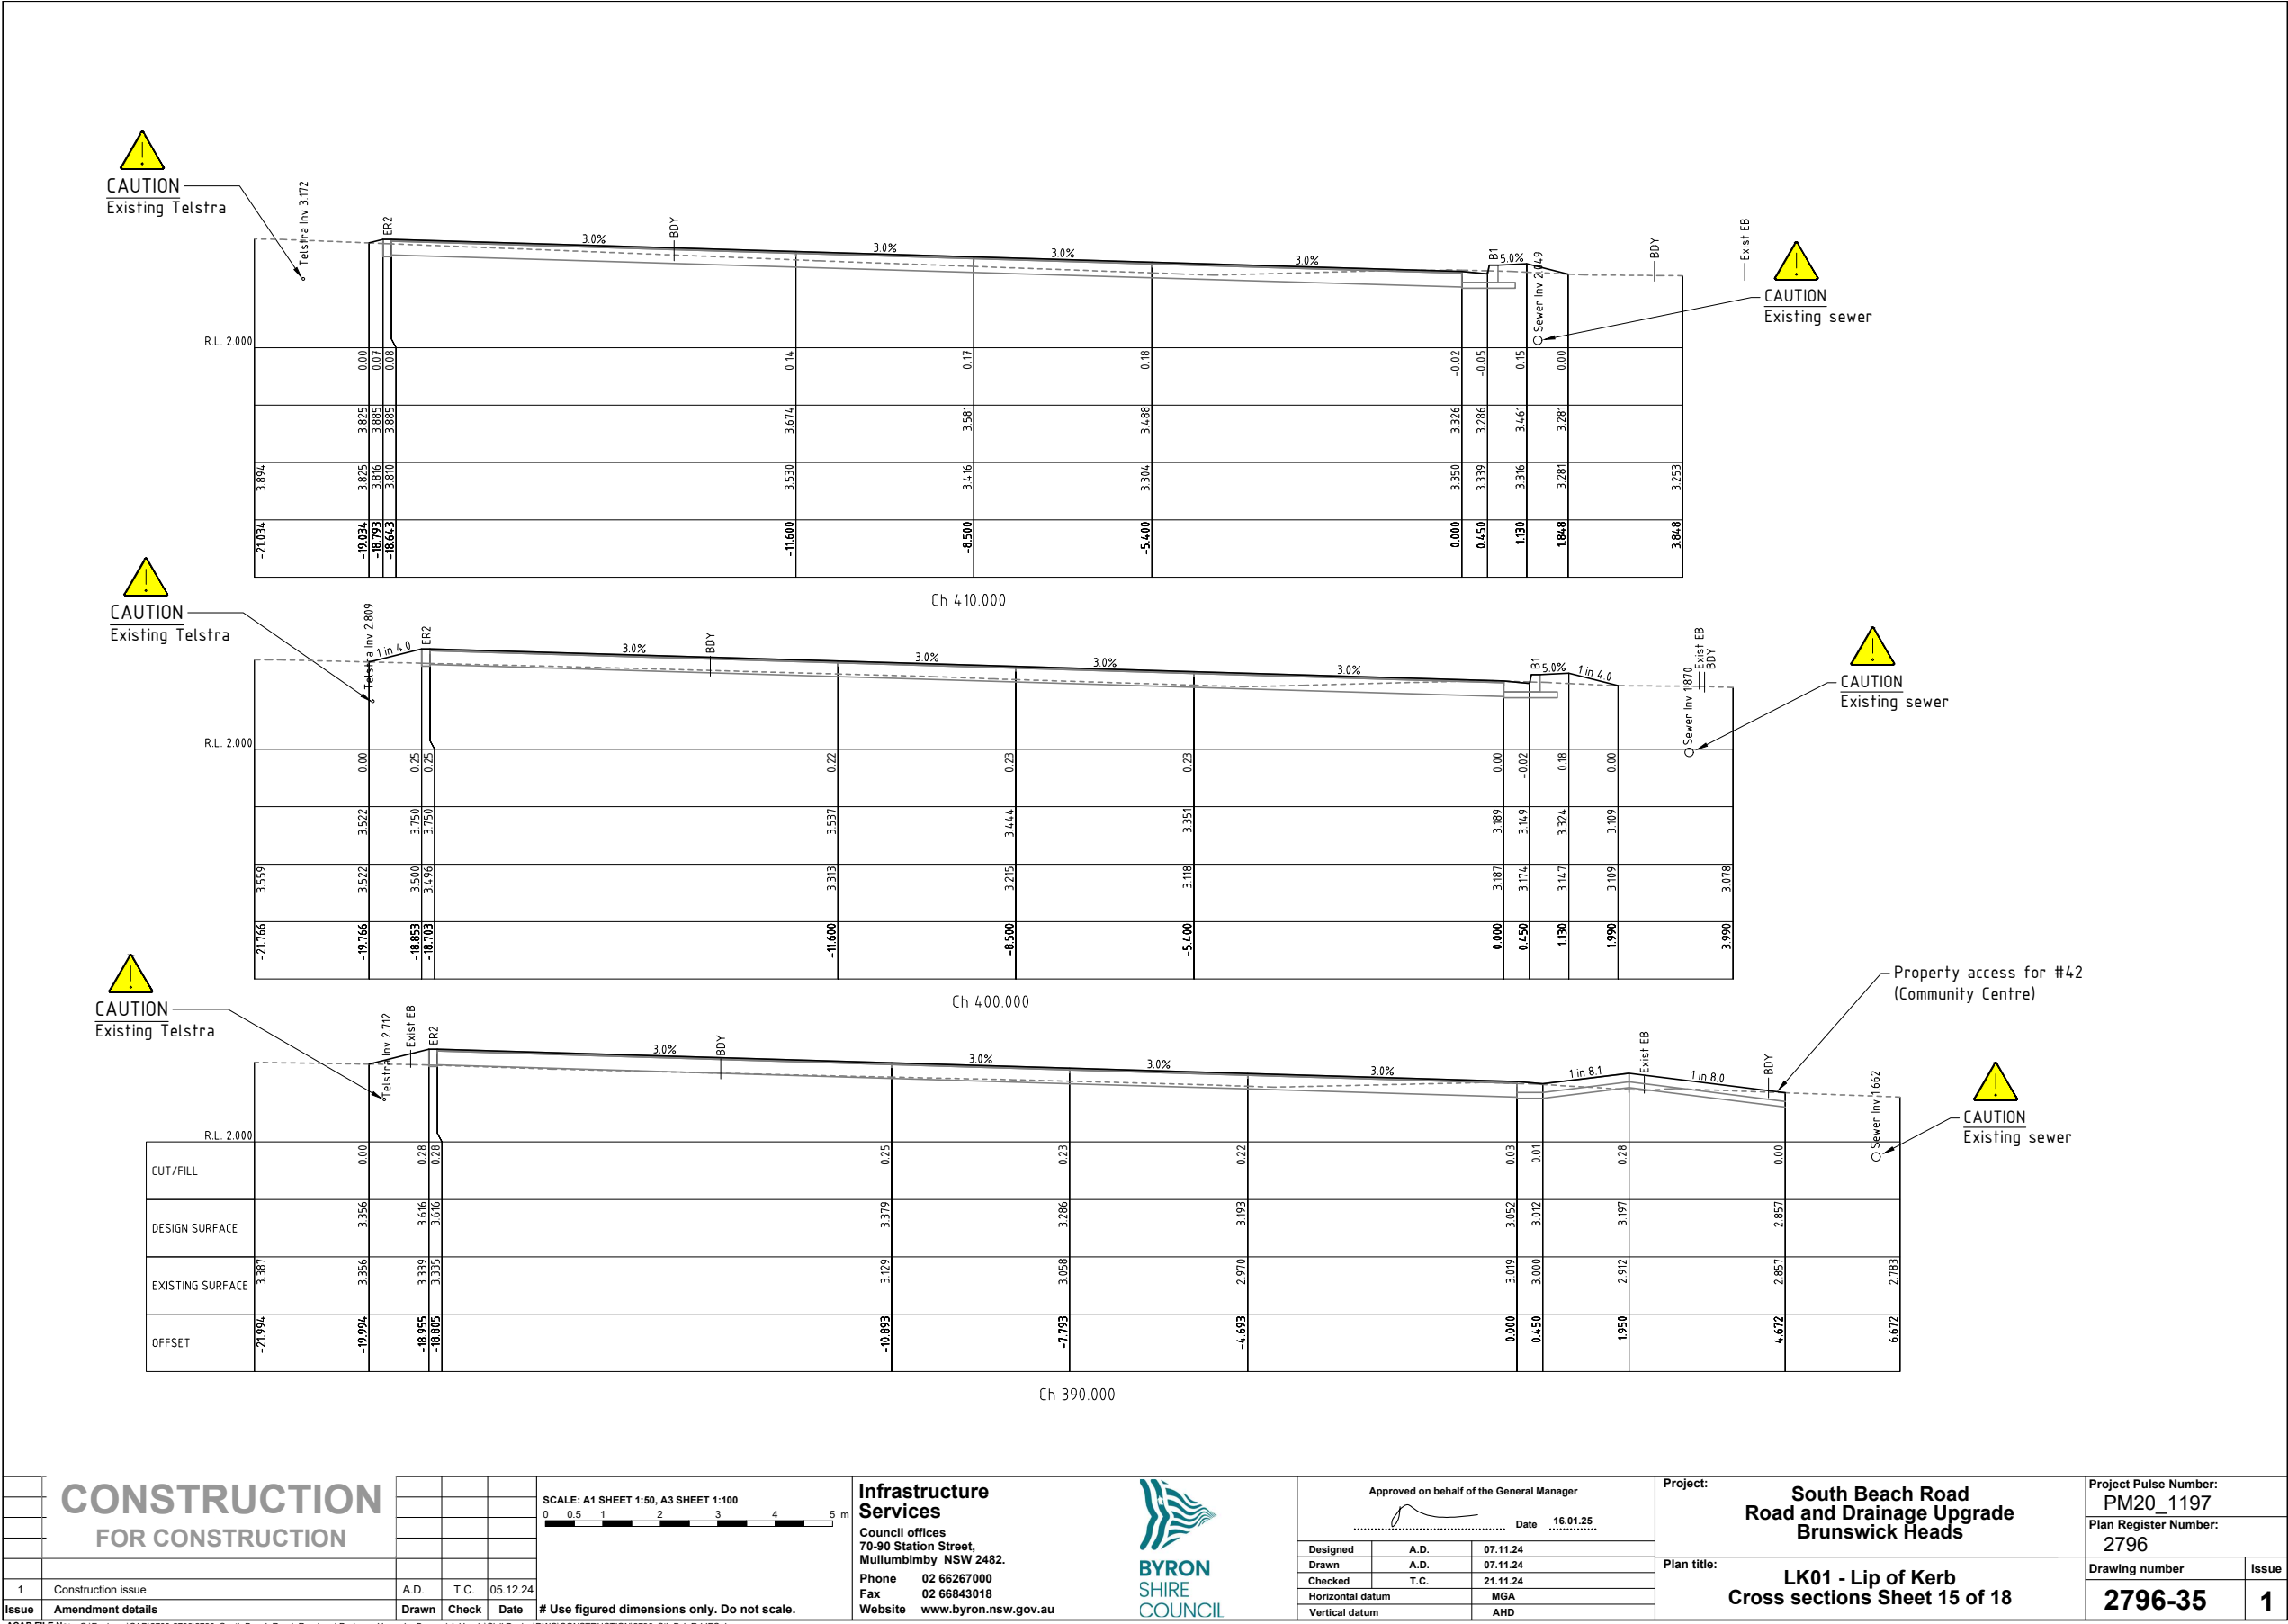 CAUTION
Existing Telstra
Telstra Inv 3.172
ER2
3.0%
BDY
3.0%
3.0%
3.0%
B1
5.0%
Sewer Inv 2.049
BDY
Exist EB
CAUTION
Existing sewer
R.L. 2.000
0.00 0.07 0.08 0.14 0.17 0.18 -0.02 -0.05 0.15 0.00
3.825 3.885 3.885 3.674 3.581 3.488 3.326 3.286 3.461 3.281
3.894 3.825 3.816 3.810 3.530 3.416 3.304 3.350 3.339 3.316 3.281 3.253
-21.034 -19.034 -18.793 -18.643 -11.600 -8.500 -5.400 0.000 0.450 1.130 1.848 3.848
Ch 410.000
CAUTION
Existing Telstra
Telstra Inv 2.809
1 in 4.0
ER2
3.0%
BDY
3.0%
3.0%
3.0%
B1
5.0%
1 in 4.0
Sewer Inv 1.870
Exist EB
BDY
CAUTION
Existing sewer
R.L. 2.000
0.00 0.25 0.25 0.22 0.23 0.23 0.00 -0.02 0.18 0.00
3.522 3.750 3.750 3.537 3.444 3.351 3.189 3.149 3.324 3.109
3.559 3.522 3.500 3.496 3.313 3.215 3.118 3.187 3.174 3.147 3.109 3.078
-21.766 -19.766 -18.853 -18.703 -11.600 -8.500 -5.400 0.000 0.450 1.130 1.990 3.990
Ch 400.000
CAUTION
Existing Telstra
Telstra Inv 2.712
Exist EB
ER2
3.0%
BDY
3.0%
3.0%
3.0%
1 in 8.1
Exist EB
1 in 8.0
BDY
Property access for #42
(Community Centre)
Sewer Inv 1.662
CAUTION
Existing sewer
R.L. 2.000
CUT/FILL 0.00 0.28 0.28 0.25 0.23 0.22 0.03 0.01 0.28 0.00
DESIGN SURFACE 3.356 3.616 3.616 3.379 3.286 3.193 3.052 3.012 3.197 2.857
EXISTING SURFACE 3.387 3.356 3.339 3.335 3.129 3.058 2.970 3.019 3.000 2.912 2.857 2.783
OFFSET -21.994 -19.994 -18.955 -18.805 -10.893 -7.793 -4.693 0.000 0.450 1.950 4.672 6.672
Ch 390.000
CONSTRUCTION
FOR CONSTRUCTION
1 Construction issue A.D. T.C. 05.12.24
Issue Amendment details Drawn Check Date
SCALE: A1 SHEET 1:50, A3 SHEET 1:100
0 0.5 1 2 3 4 5 m
# Use figured dimensions only. Do not scale.
Infrastructure
Services
Council offices
70-90 Station Street,
Mullumbimby NSW 2482.
Phone 02 66267000
Fax 02 66843018
Website www.byron.nsw.gov.au
BYRON
SHIRE
COUNCIL
Approved on behalf of the General Manager
Date 16.01.25
Designed A.D. 07.11.24
Drawn A.D. 07.11.24
Checked T.C. 21.11.24
Horizontal datum MGA
Vertical datum AHD
Project:
South Beach Road
Road and Drainage Upgrade
Brunswick Heads
Plan title:
LK01 - Lip of Kerb
Cross sections Sheet 15 of 18
Project Pulse Number:
PM20_1197
Plan Register Number:
2796
Drawing number Issue
2796-35 1